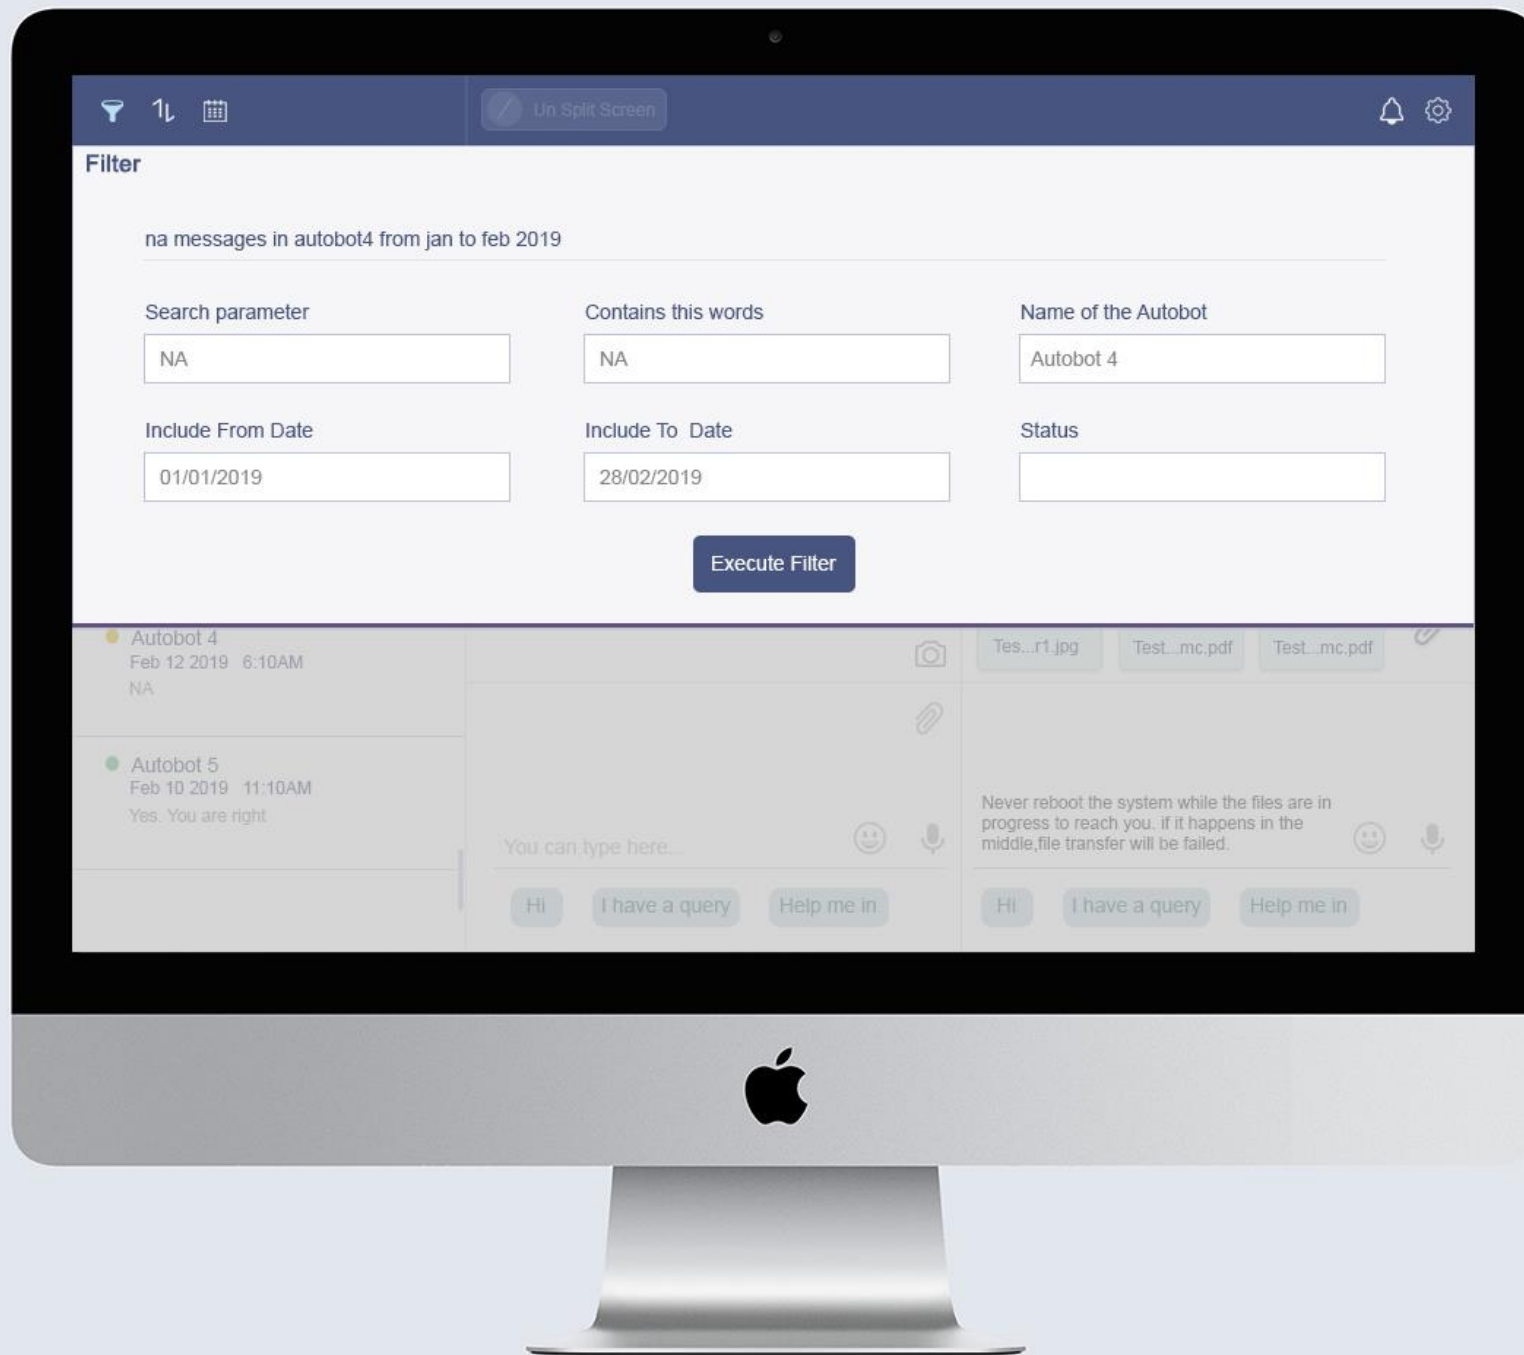 Un Split Screen
Filter
na messages in autobot4 from jan to feb 2019
Search parameter
Contains this words
Name of the Autobot
NA
NA
Autobot 4
Include From Date
Include To  Date
Status
01/01/2019
28/02/2019
Execute Filter
Autobot 4
Feb 12 2019   6:10AM
NA
Autobot 5
Feb 10 2019   11:10AM
Yes. You are right
You can type here...
Hi
I have a query
Help me in
Tes...r1.jpg
Test...mc.pdf
Test...mc.pdf
Never reboot the system while the files are in
progress to reach you. if it happens in the
middle,file transfer will be failed.
Hi
I have a query
Help me in